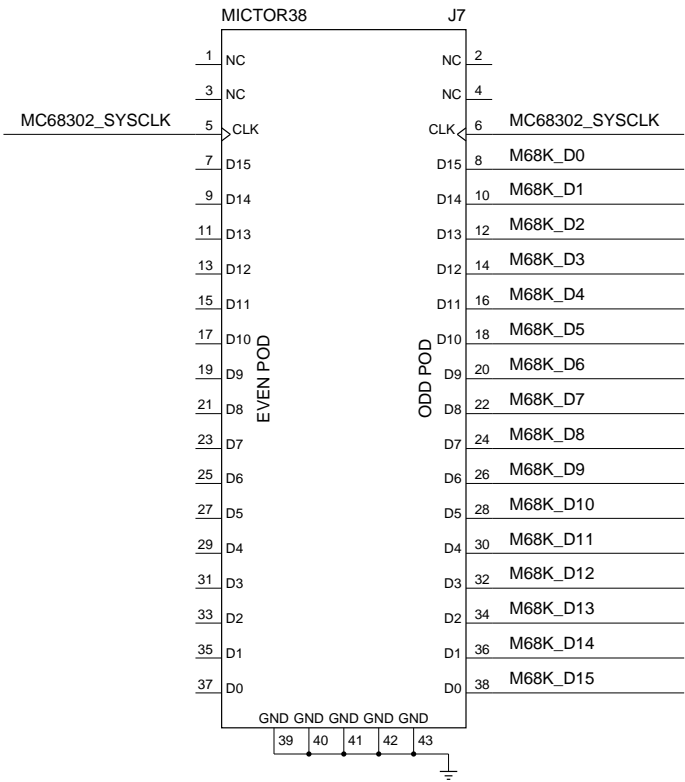 MICTOR38 J7
1 NC NC 2
3 NC NC 4
MC68302_SYSCLK 5 CLK CLK 6 MC68302_SYSCLK
7 D15 D15 8 M68K_D0
9 D14 D14 10 M68K_D1
11 D13 D13 12 M68K_D2
13 D12 D12 14 M68K_D3
15 D11 D11 16 M68K_D4
17 D10 D10 18 M68K_D5
EVEN POD
ODD POD
19 D9 D9 20 M68K_D6
21 D8 D8 22 M68K_D7
23 D7 D7 24 M68K_D8
25 D6 D6 26 M68K_D9
27 D5 D5 28 M68K_D10
29 D4 D4 30 M68K_D11
31 D3 D3 32 M68K_D12
33 D2 D2 34 M68K_D13
35 D1 D1 36 M68K_D14
37 D0 D0 38 M68K_D15
GND GND GND GND GND
39 40 41 42 43